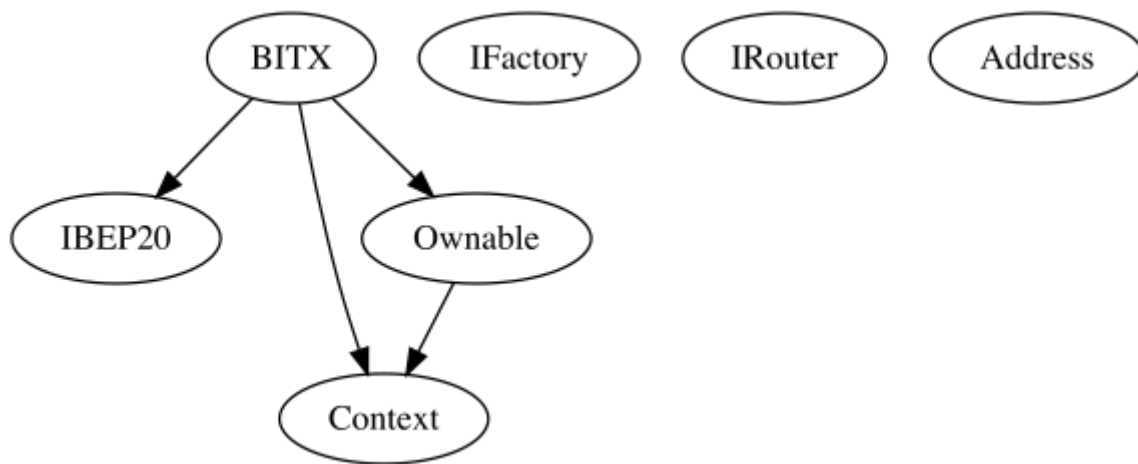 BITX IFactory IRouter Address
IBEP20 Ownable
Context